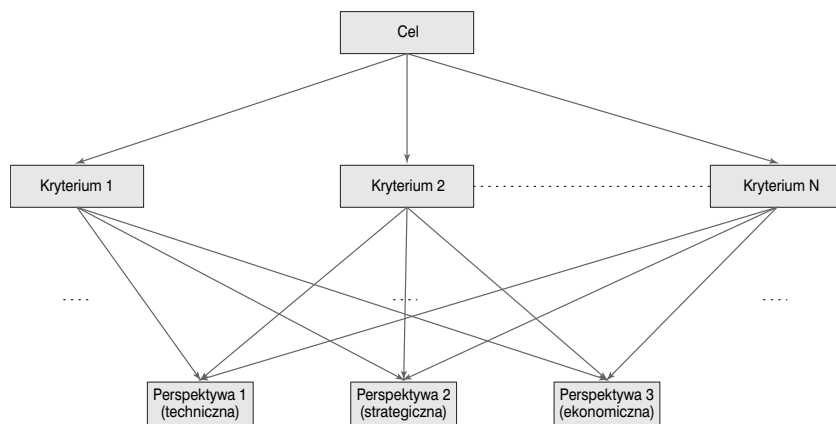 Cel
Kryterium 1
Kryterium 2
Kryterium N
Perspektywa 1
(techniczna)
Perspektywa 2
(strategiczna)
Perspektywa 3
(ekonomiczna)